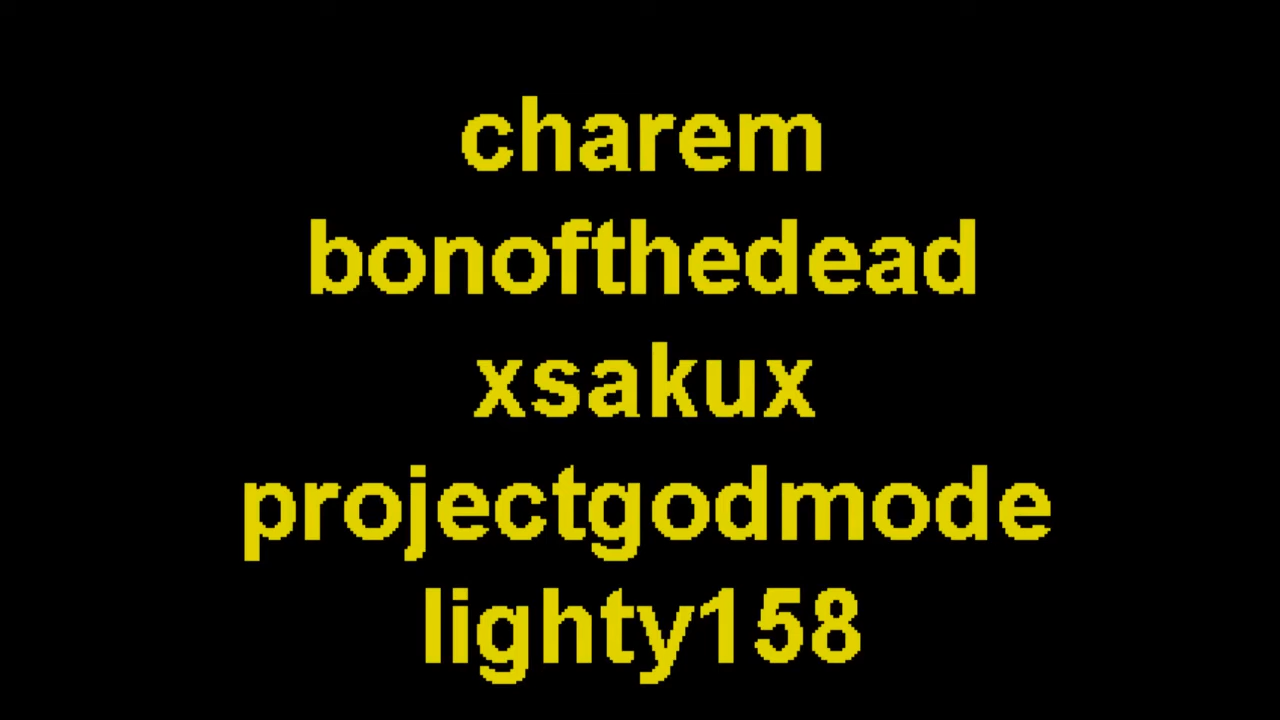 charem
bonofthedead
xsakux
projectgodmode
lighty158